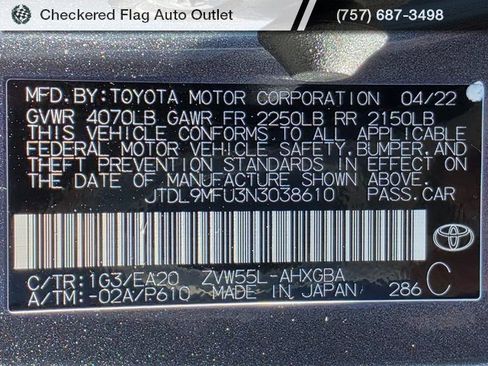 Checkered Flag Auto Outlet (757) 687-3498
MFD.BY:TOYOTA MOTOR CORPORATION 04/22
GVWR 4070LB GAWR FR 2250LB RR 2150LB
THIS VEHICLE CONFORMS TO ALL APPLICABLE
FEDERAL MOTOR VEHICLE SAFETY,BUMPER,AND
THEFT PREVENTION STANDARDS IN EFFECT ON
THE DATE OF MANUFACTURE SHOWN ABOVE.
JTDL9MFU3N3038610 PASS.CAR
C/TR:1G3/EA20 ZVW55L-AHXGBA C
A/TM:-02A/P610 MADE IN JAPAN 286